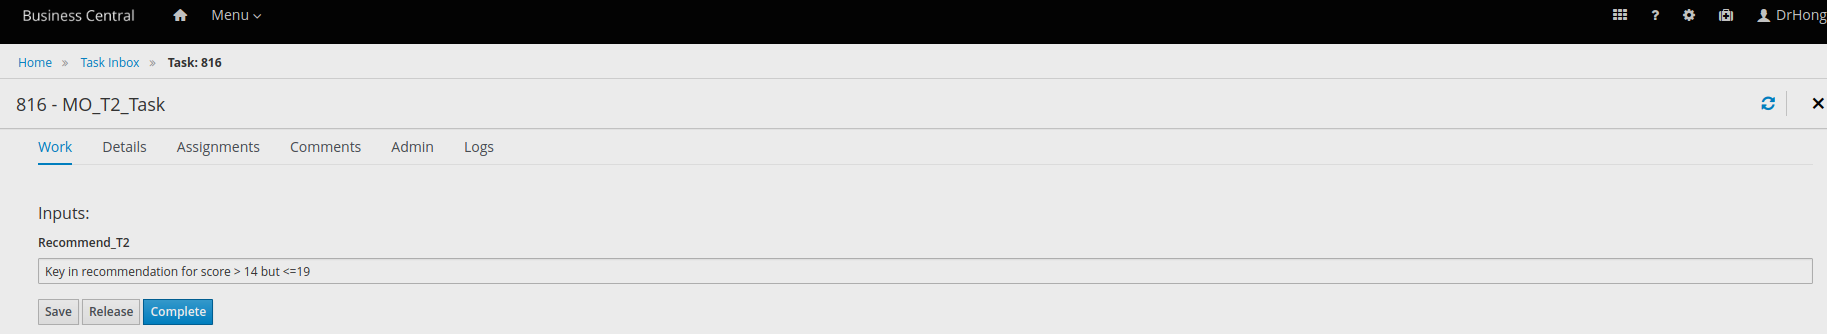 Business Central Menu ? DrHong
Home » Task Inbox » Task: 816
816 - MO_T2_Task
Work Details Assignments Comments Admin Logs
Inputs:
Recommend_T2
Key in recommendation for score > 14 but <=19
Save Release Complete